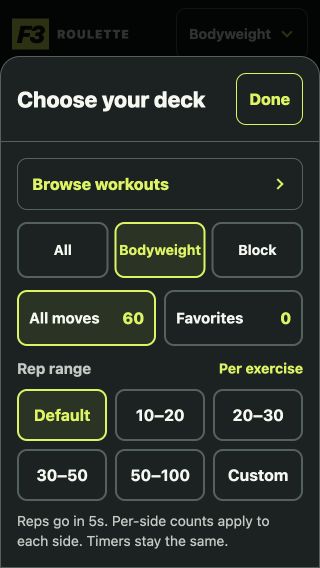 F3 ROULETTE
Bodyweight
Choose your deck
Done
Browse workouts
All
Bodyweight
Block
All moves 60
Favorites 0
Rep range
Per exercise
Default
10–20
20–30
30–50
50–100
Custom
Reps go in 5s. Per-side counts apply to
each side. Timers stay the same.